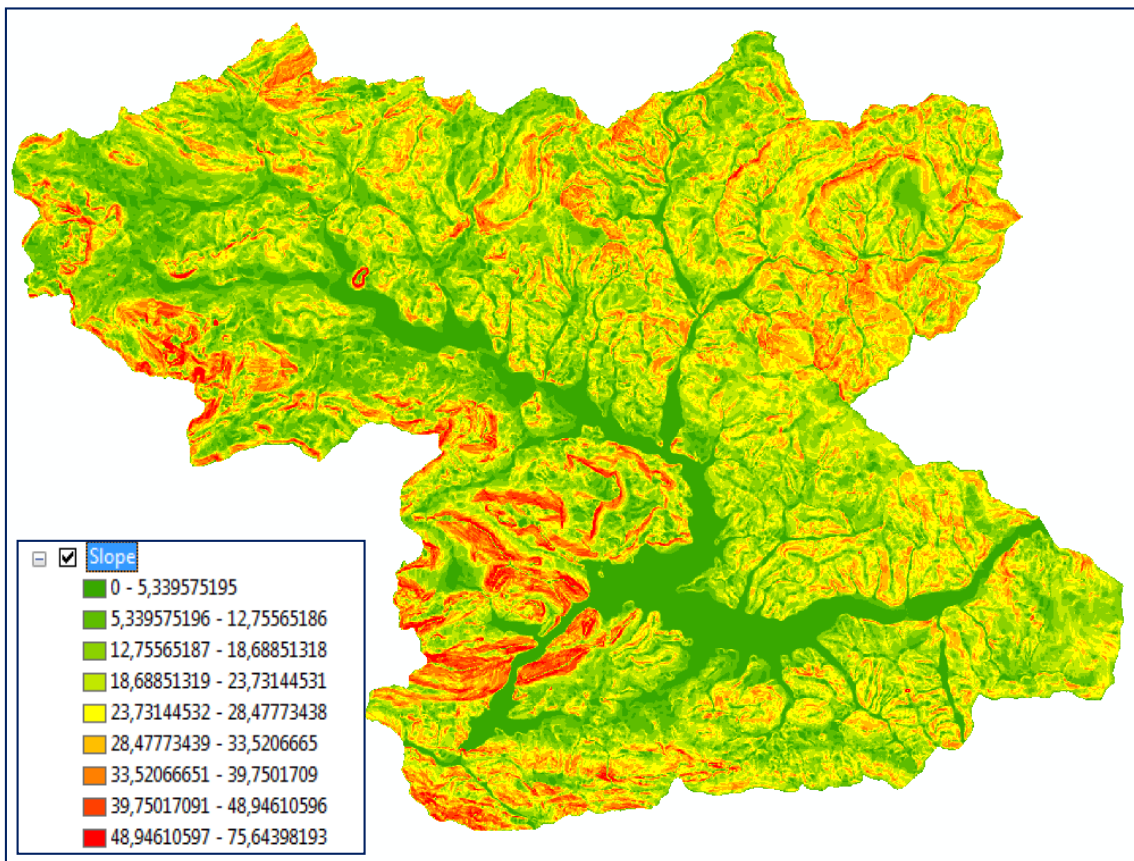 Slope
0 - 5,339575195
5,339575196 - 12,75565186
12,75565187 - 18,68851318
18,68851319 - 23,73144531
23,73144532 - 28,47773438
28,47773439 - 33,5206665
33,52066651 - 39,7501709
39,75017091 - 48,94610596
48,94610597 - 75,64398193